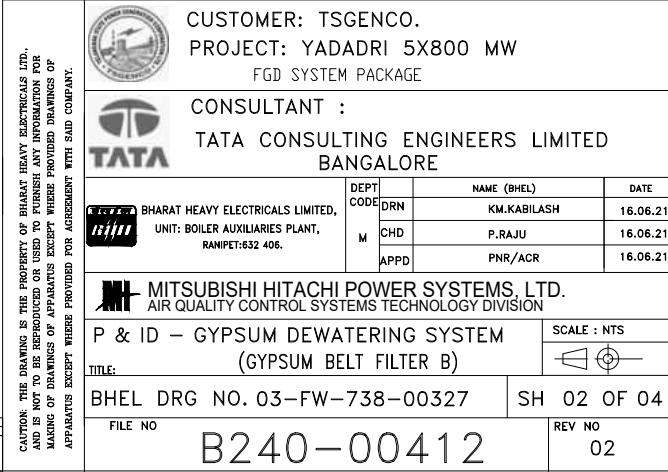 CAUTION: THE DRAWING IS THE PROPERTY OF BHARAT HEAVY ELECTRICALS LTD.,
AND IS NOT TO BE REPRODUCED OR USED TO FURNISH ANY INFORMATION FOR
MAKING OF DRAWINGS OF APPARATUS EXCEPT WHERE PROVIDED DRAWINGS OF
APPARATUS EXCEPT WHERE PROVIDED FOR AGREEMENT WITH SAID COMPANY.
CUSTOMER: TSGENCO.
PROJECT: YADADRI 5X800 MW
FGD SYSTEM PACKAGE
TSGENCO
CONSULTANT :
TATA CONSULTING ENGINEERS LIMITED
BANGALORE
TATA
BHARAT HEAVY ELECTRICALS LIMITED,
UNIT: BOILER AUXILIARIES PLANT,
RANIPET:632 406.
DEPT CODE
M
NAME (BHEL) DATE
DRN KM.KABILASH 16.06.21
CHD P.RAJU 16.06.21
APPD PNR/ACR 16.06.21
MITSUBISHI HITACHI POWER SYSTEMS, LTD.
AIR QUALITY CONTROL SYSTEMS TECHNOLOGY DIVISION
P & ID - GYPSUM DEWATERING SYSTEM
(GYPSUM BELT FILTER B)
TITLE:
SCALE : NTS
BHEL DRG NO. 03-FW-738-00327 SH 02 OF 04
FILE NO
B240-00412
REV NO
02